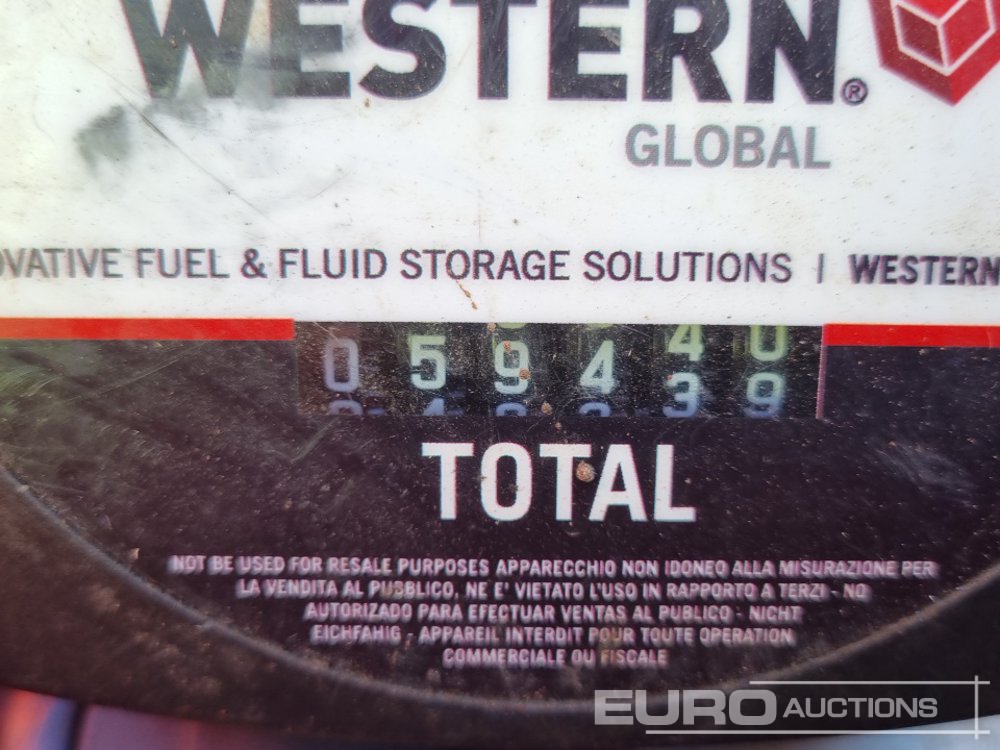 WESTERN®
GLOBAL
OVATIVE FUEL & FLUID STORAGE SOLUTIONS | WESTERN
0 5 9 4 3 9
TOTAL
NOT BE USED FOR RESALE PURPOSES APPARECCHIO NON IDONEO ALLA MISURAZIONE PER
LA VENDITA AL PUBBLICO, NE E' VIETATO L'USO IN RAPPORTO A TERZI - NO
AUTORIZADO PARA EFECTUAR VENTAS AL PUBLICO - NICHT
EICHFAHIG - APPAREIL INTERDIT POUR TOUTE OPERATION
COMMERCIALE OU FISCALE
EURO AUCTIONS